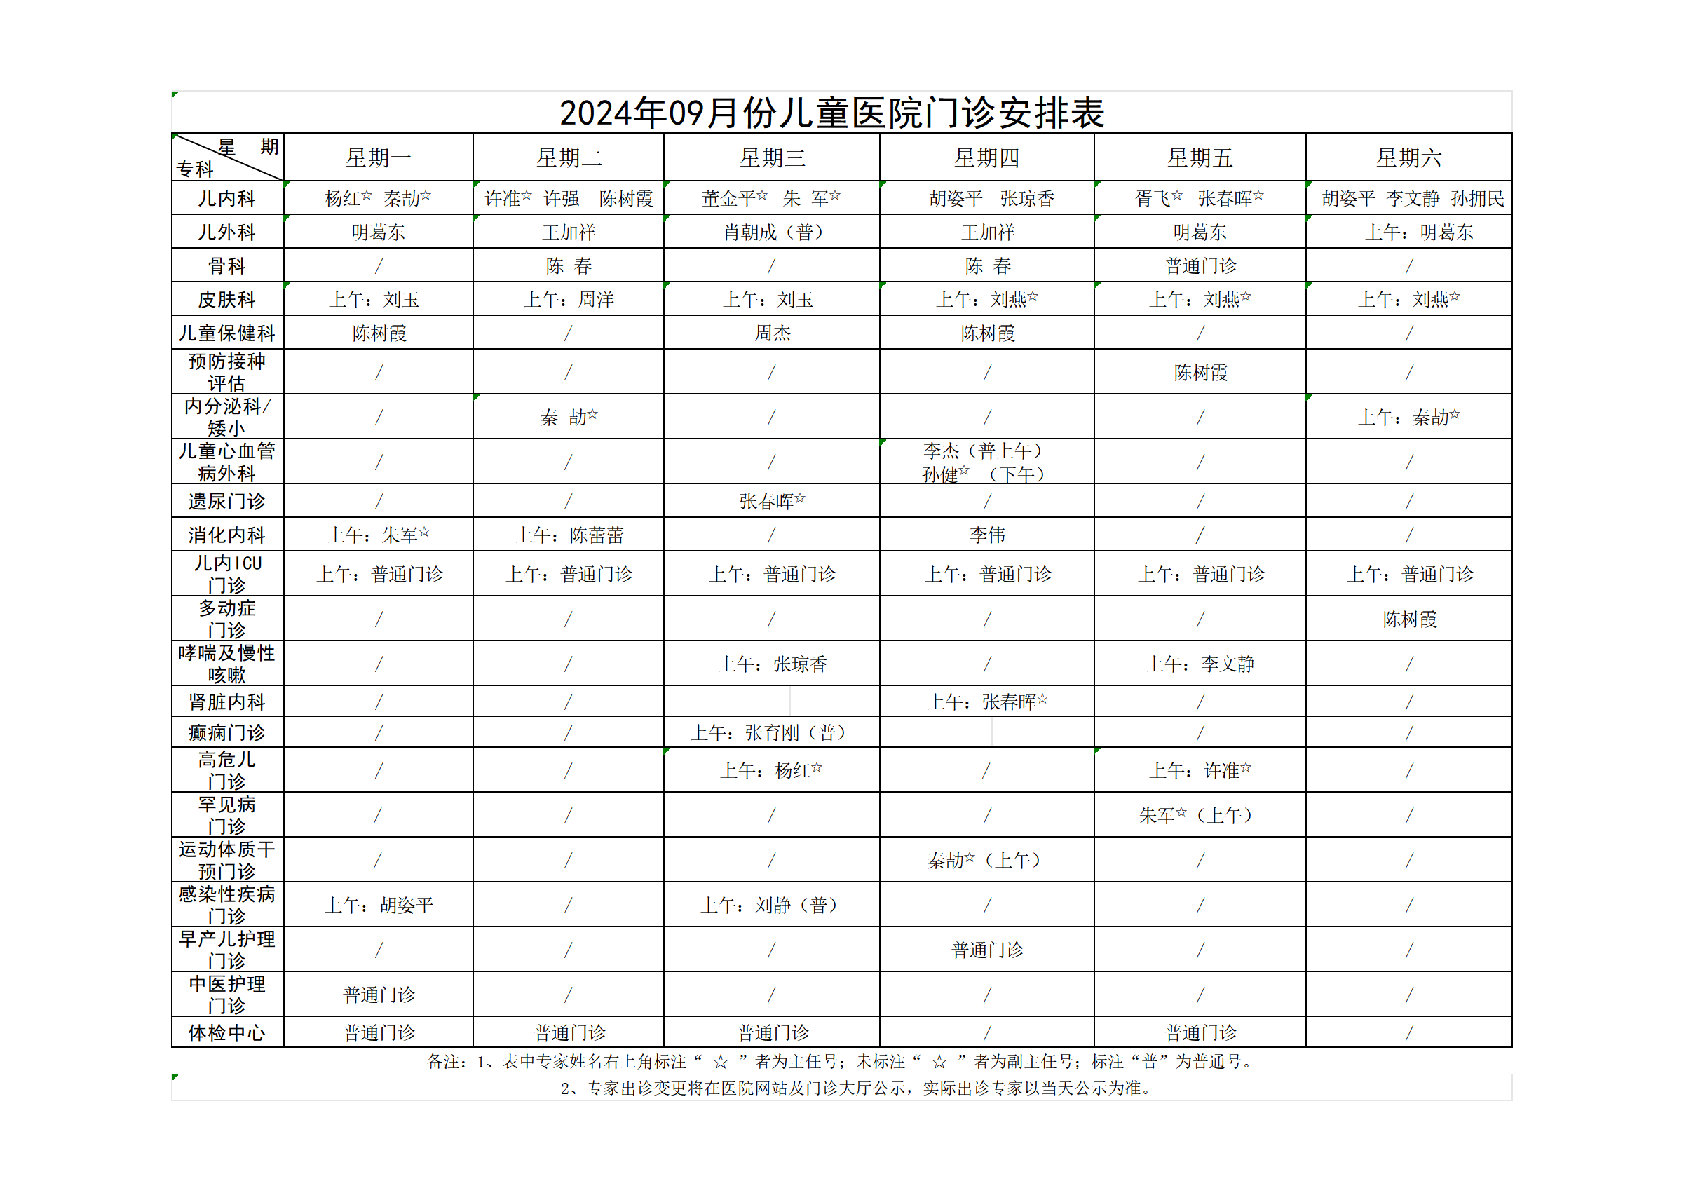 2024年09月份儿童医院门诊安排表
星 期 专科 星期一 星期二 星期三 星期四 星期五 星期六
儿内科 杨红☆ 秦劼☆ 许准☆ 许强 陈树霞 董金平☆ 朱 军☆ 胡姿平 张琼香 胥飞☆ 张春晖☆ 胡姿平 李文静 孙拥民
儿外科 明葛东 王加祥 肖朝成（普） 王加祥 明葛东 上午：明葛东
骨科 / 陈 春 / 陈 春 普通门诊 /
皮肤科 上午：刘玉 上午：周洋 上午：刘玉 上午：刘燕☆ 上午：刘燕☆ 上午：刘燕☆
儿童保健科 陈树霞 / 周杰 陈树霞 / /
预防接种
评估 / / / / 陈树霞 /
内分泌科/
矮小 / 秦 劼☆ / / / 上午：秦劼☆
儿童心血管
病外科 / / / 李杰（普上午）
孙健☆ （下午） / /
遗尿门诊 / / 张春晖☆ / / /
消化内科 上午：朱军☆ 上午：陈蕾蕾 / 李伟 / /
儿内ICU
门诊 上午：普通门诊 上午：普通门诊 上午：普通门诊 上午：普通门诊 上午：普通门诊 上午：普通门诊
多动症
门诊 / / / / / 陈树霞
哮喘及慢性
咳嗽 / / 上午：张琼香 / 上午：李文静 /
肾脏内科 / / 上午：张春晖☆ / /
癫痫门诊 / / 上午：张育刚（普） / /
高危儿
门诊 / / 上午：杨红☆ / 上午：许准☆ /
罕见病
门诊 / / / / 朱军☆（上午） /
运动体质干
预门诊 / / / 秦劼☆（上午） / /
感染性疾病
门诊 上午：胡姿平 / 上午：刘静（普） / / /
早产儿护理
门诊 / / / 普通门诊 / /
中医护理
门诊 普通门诊 / / / / /
体检中心 普通门诊 普通门诊 普通门诊 / 普通门诊 /
备注：1、表中专家姓名右上角标注“ ☆ ”者为主任号；未标注“ ☆ ”者为副主任号；标注“普”为普通号。
2、专家出诊变更将在医院网站及门诊大厅公示，实际出诊专家以当天公示为准。